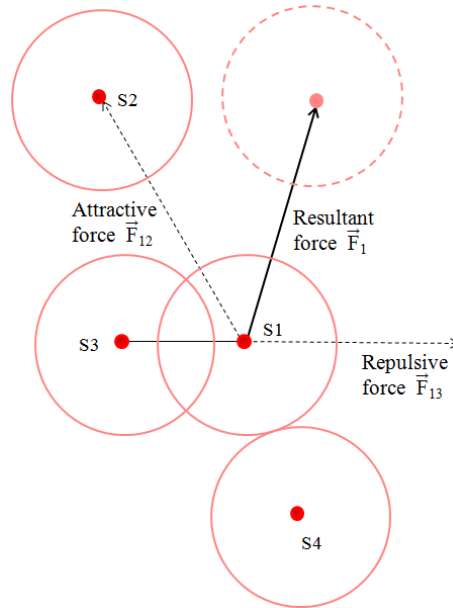 S2
Attractive
force F⃗12
Resultant
force F⃗1
S1
S3
Repulsive
force F⃗13
S4